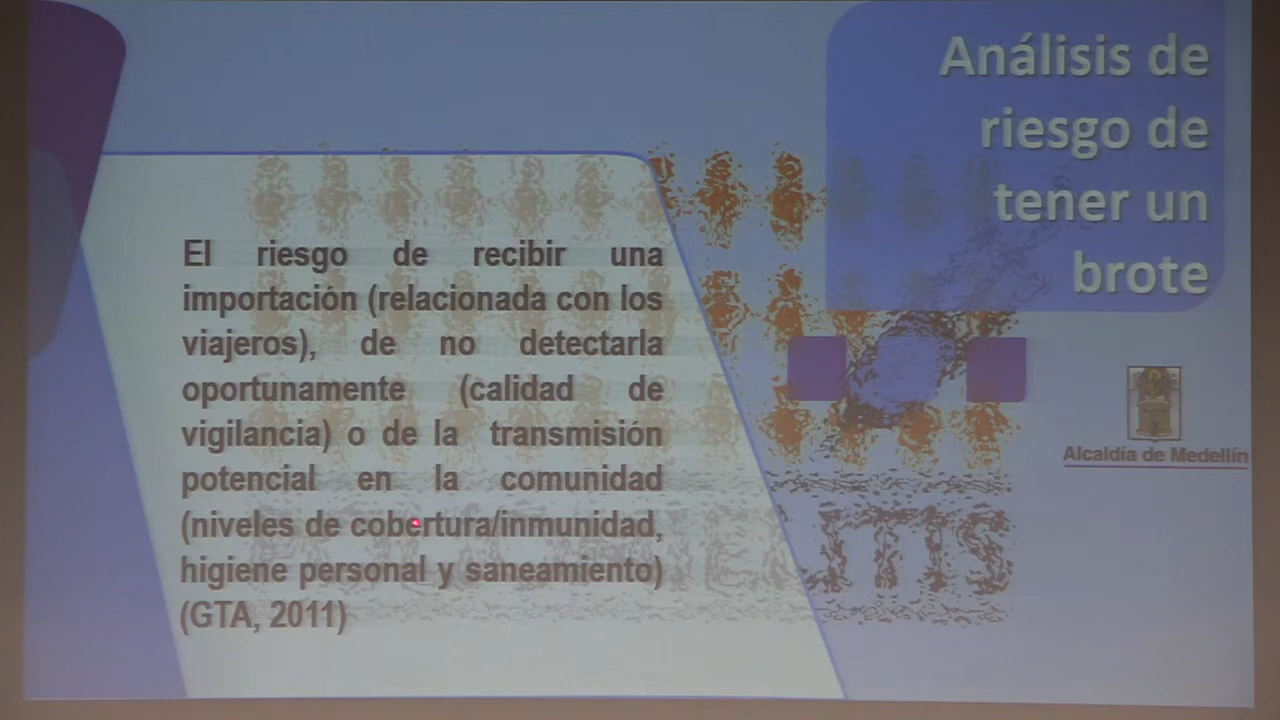 Análisis de
riesgo de
tener un
brote
El riesgo de recibir una
importación (relacionada con los
viajeros), de no detectarla
oportunamente (calidad de
vigilancia) o de la transmisión
potencial en la comunidad
(niveles de cobertura/inmunidad,
higiene personal y saneamiento)
(GTA, 2011)
Alcaldía de Medellín